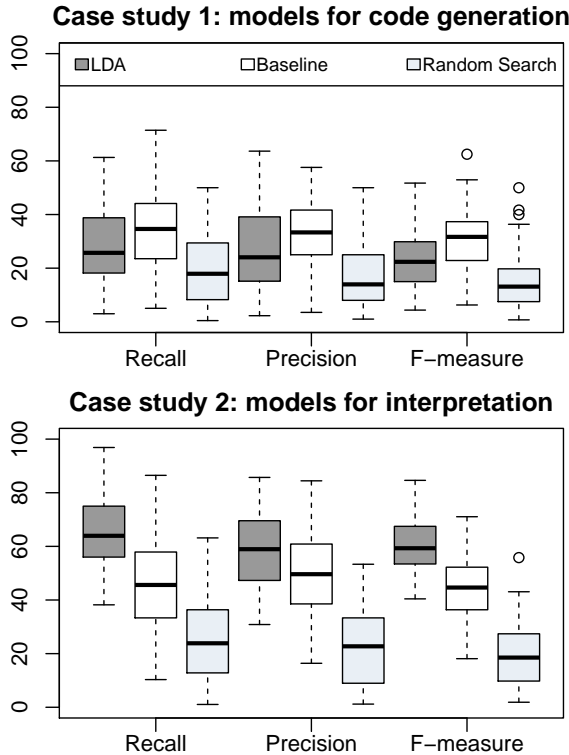 Case study 1: models for code generation
100
80
60
40
20
0
LDA Baseline Random Search
Recall Precision F−measure
Case study 2: models for interpretation
100
80
60
40
20
0
Recall Precision F−measure